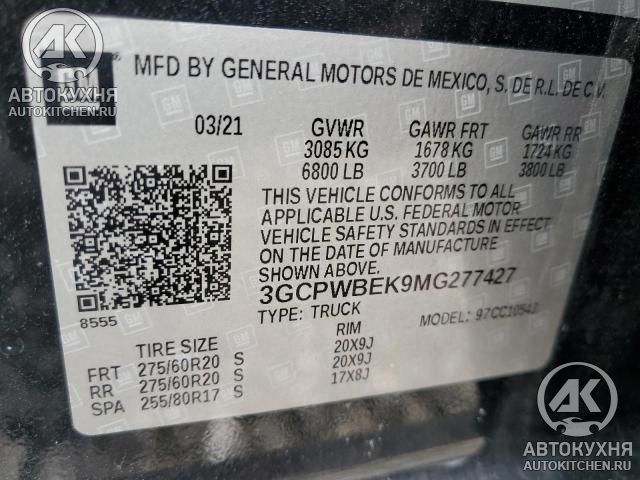 GM
MFD BY GENERAL MOTORS DE MEXICO, S. DE R.L. DE C.V.
АВТОКУХНЯ
AUTOKITCHEN.RU
03/21 GVWR GAWR FRT GAWR RR
3085 KG 1678 KG 1724 KG
6800 LB 3700 LB 3800 LB
THIS VEHICLE CONFORMS TO ALL
APPLICABLE U.S. FEDERAL MOTOR
VEHICLE SAFETY STANDARDS IN EFFECT
ON THE DATE OF MANUFACTURE
SHOWN ABOVE
3GCPWBEK9MG277427
8555
TYPE: TRUCK MODEL: 97CC10542
TIRE SIZE RIM
FRT 275/60R20 S 20X9J
RR 275/60R20 S 20X9J
SPA 255/80R17 S 17X8J
АК
АВТОКУХНЯ
AUTOKITCHEN.RU